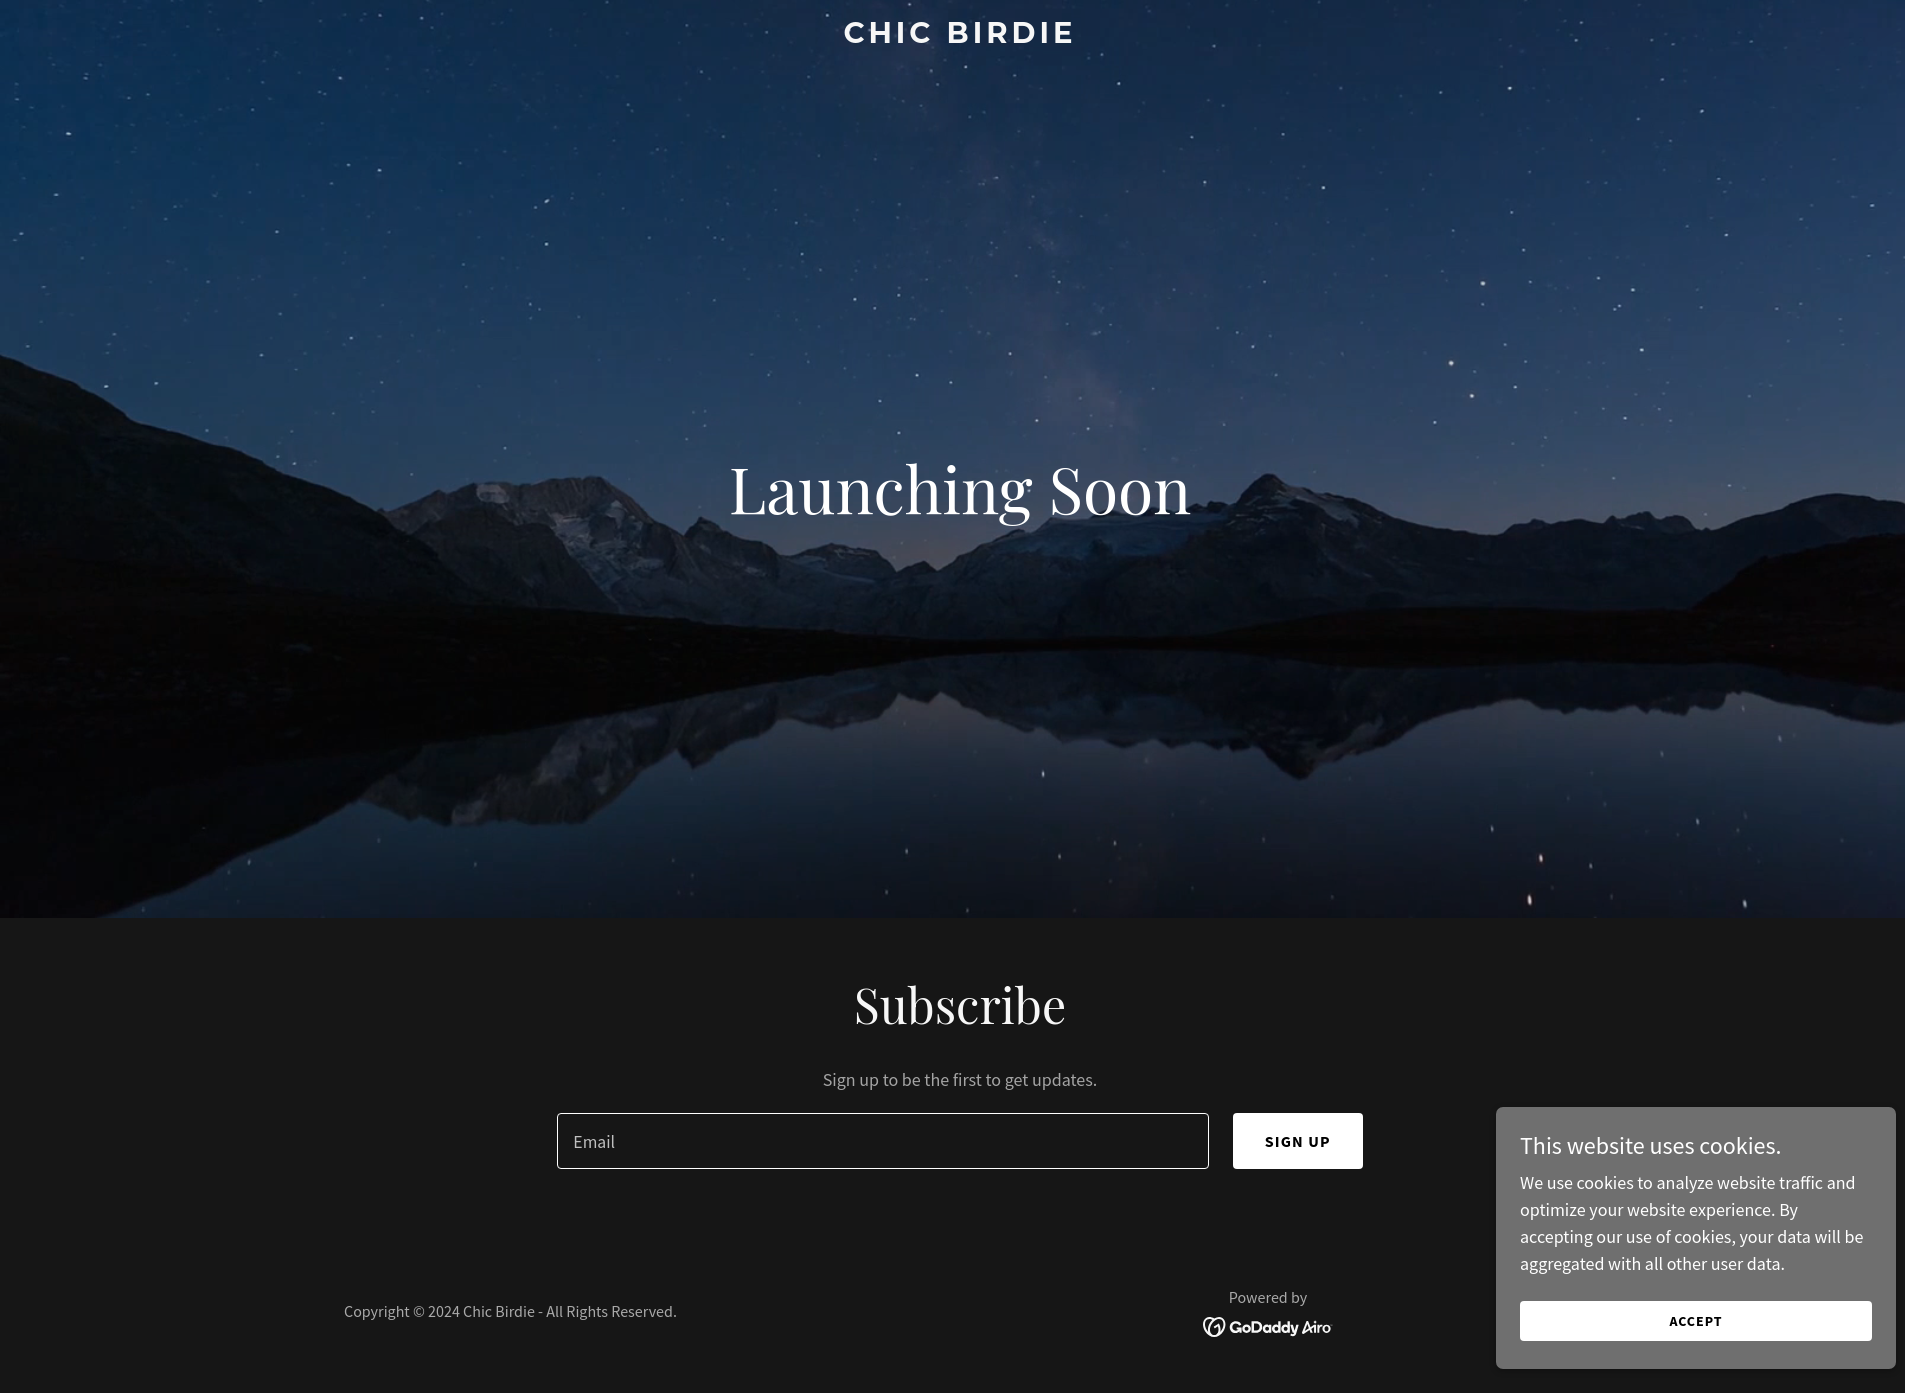 CHIC BIRDIE
Launching Soon
Subscribe
Sign up to be the first to get updates.
Email
SIGN UP
This website uses cookies.
We use cookies to analyze website traffic and
optimize your website experience. By
accepting our use of cookies, your data will be
aggregated with all other user data.
ACCEPT
Copyright © 2024 Chic Birdie - All Rights Reserved.
Powered by
GoDaddy Airo